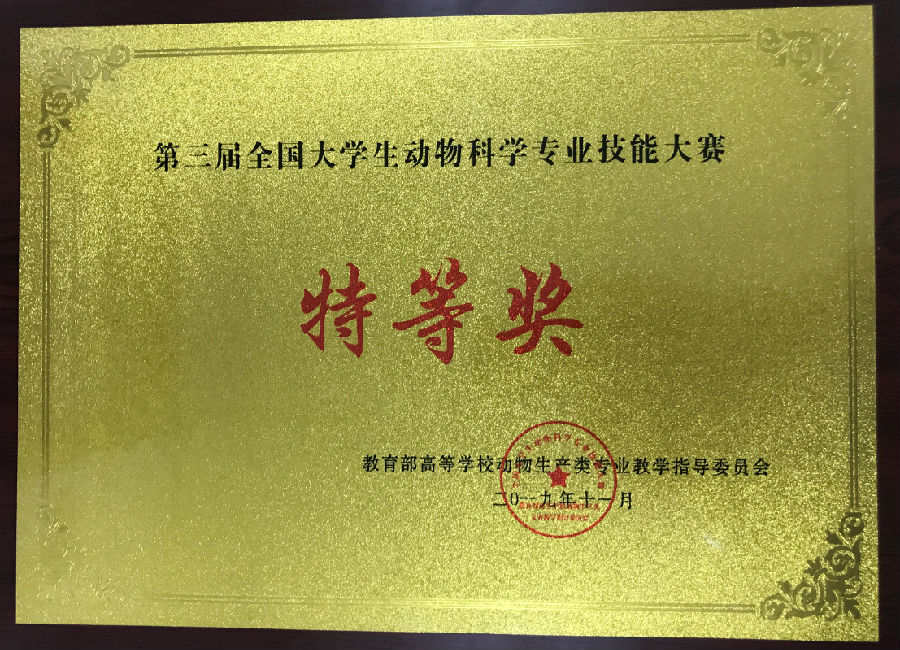 第三届全国大学生动物科学专业技能大赛
特等奖
教育部高等学校动物生产类专业教学指导委员会
二0一九年十一月